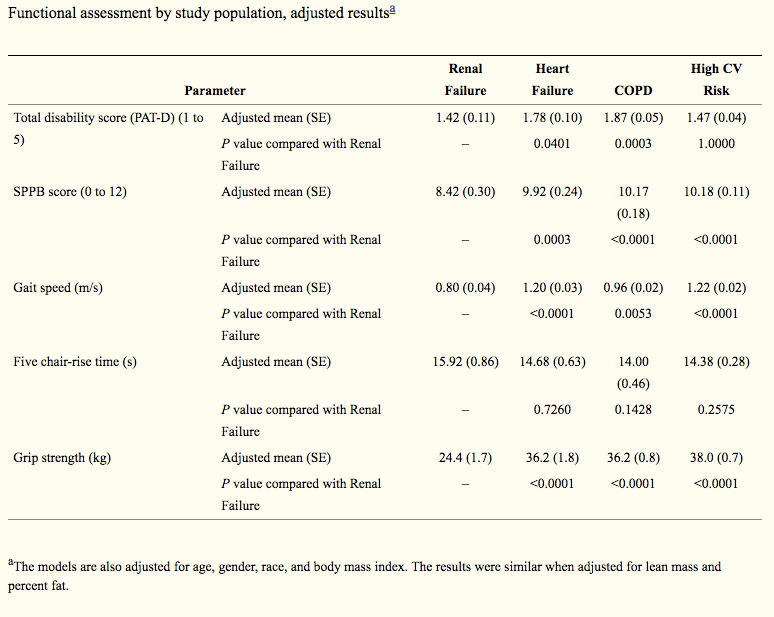 Functional assessment by study population, adjusted resultsa
Parameter Renal Failure Heart Failure COPD High CV Risk
Total disability score (PAT-D) (1 to 5) Adjusted mean (SE) 1.42 (0.11) 1.78 (0.10) 1.87 (0.05) 1.47 (0.04)
P value compared with Renal Failure – 0.0401 0.0003 1.0000
SPPB score (0 to 12) Adjusted mean (SE) 8.42 (0.30) 9.92 (0.24) 10.17 (0.18) 10.18 (0.11)
P value compared with Renal Failure – 0.0003 <0.0001 <0.0001
Gait speed (m/s) Adjusted mean (SE) 0.80 (0.04) 1.20 (0.03) 0.96 (0.02) 1.22 (0.02)
P value compared with Renal Failure – <0.0001 0.0053 <0.0001
Five chair-rise time (s) Adjusted mean (SE) 15.92 (0.86) 14.68 (0.63) 14.00 (0.46) 14.38 (0.28)
P value compared with Renal Failure – 0.7260 0.1428 0.2575
Grip strength (kg) Adjusted mean (SE) 24.4 (1.7) 36.2 (1.8) 36.2 (0.8) 38.0 (0.7)
P value compared with Renal Failure – <0.0001 <0.0001 <0.0001
aThe models are also adjusted for age, gender, race, and body mass index. The results were similar when adjusted for lean mass and
percent fat.